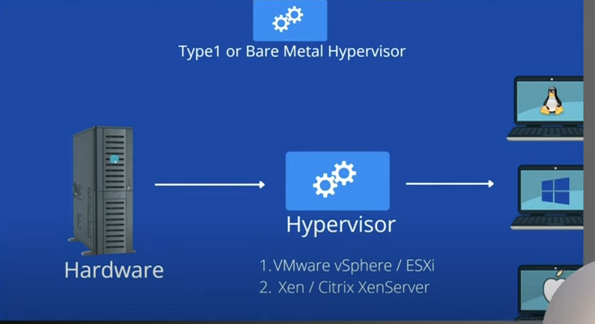 Type1 or Bare Metal Hypervisor
Hypervisor
Hardware
1.VMware vSphere / ESXi
2. Xen / Citrix XenServer